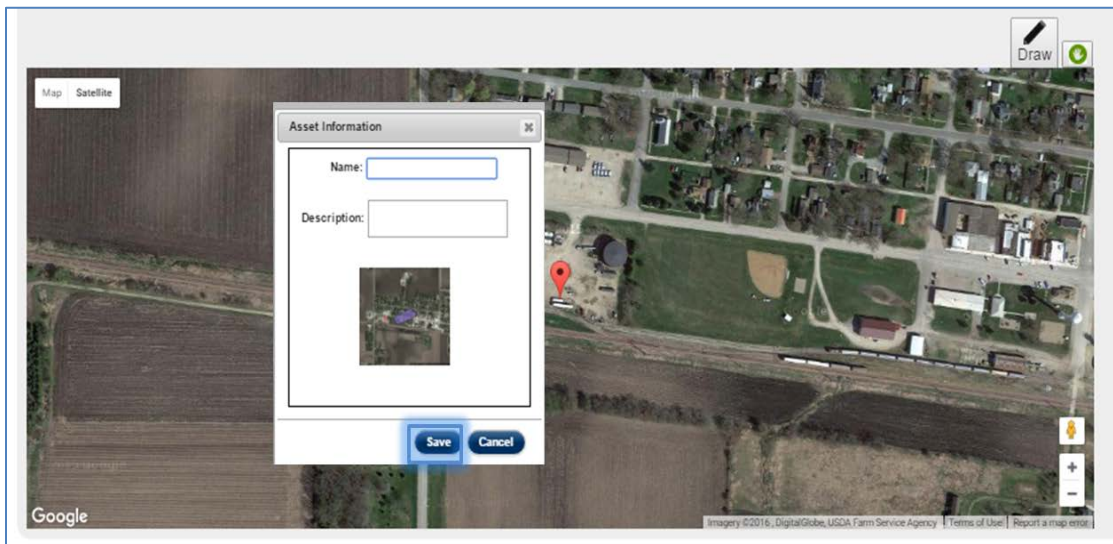 Draw
Map Satellite
Asset Information
Name:
Description:
Save Cancel
Google
Imagery ©2016 , DigitalGlobe, USDA Farm Service Agency Terms of Use Report a map error